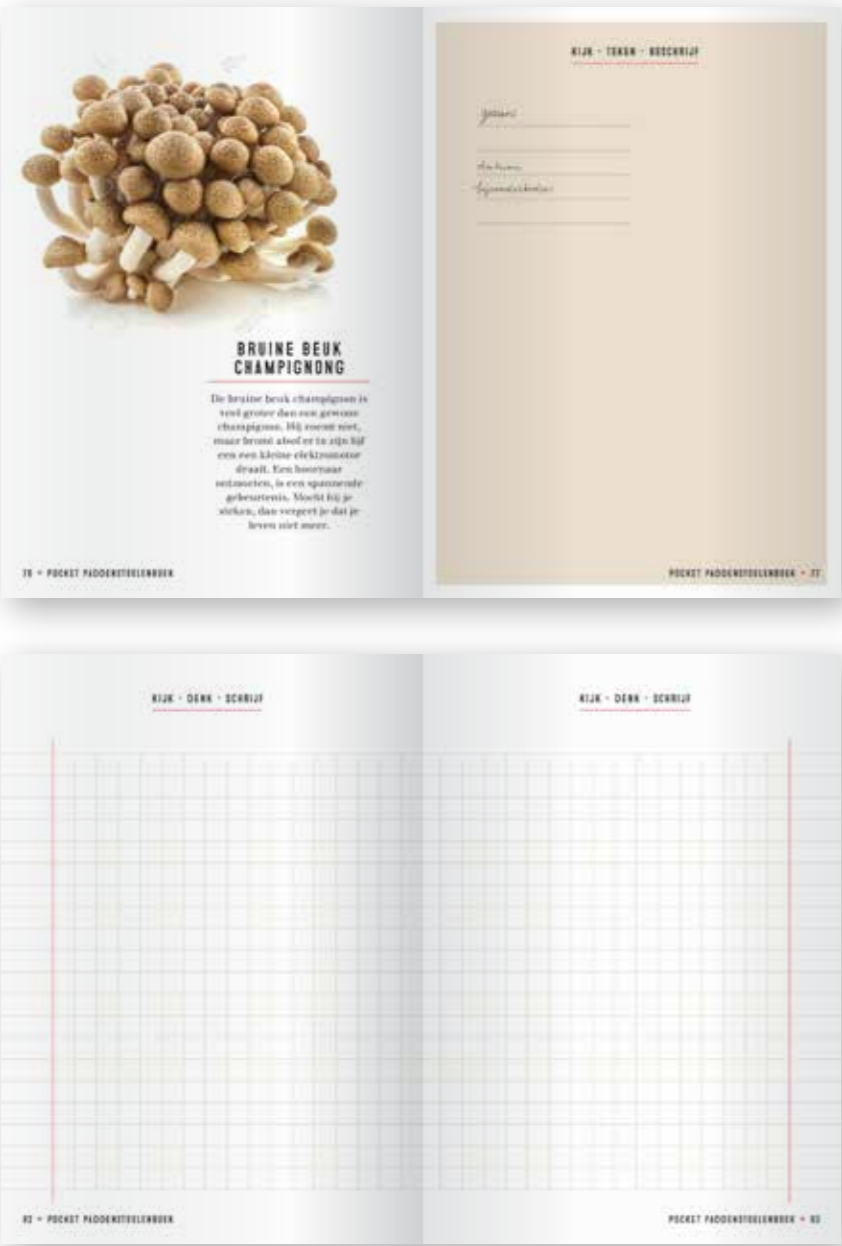 BRUINE BEUK
CHAMPIGNONG
De bruine beuk champignon is
veel groter dan een gewone
champignon. Hij zoemt niet,
maar bromt alsof er in zijn lijf
een een kleine elektromotor
draait. Een hoornaar
ontmoeten, is een spannende
gebeurtenis. Mocht hij je
steken, dan vergeet je dat je
leven niet meer.
76 • POCKET PADDENSTOELENBOEK
KIJK • TEKEN • BESCHRIJF
gezien:
datum:
bijzonderheden:
POCKET PADDENSTOELENBOEK • 77
KIJK • DENK • SCHRIJF
82 • POCKET PADDENSTOELENBOEK
KIJK • DENK • SCHRIJF
POCKET PADDENSTOELENBOEK • 83